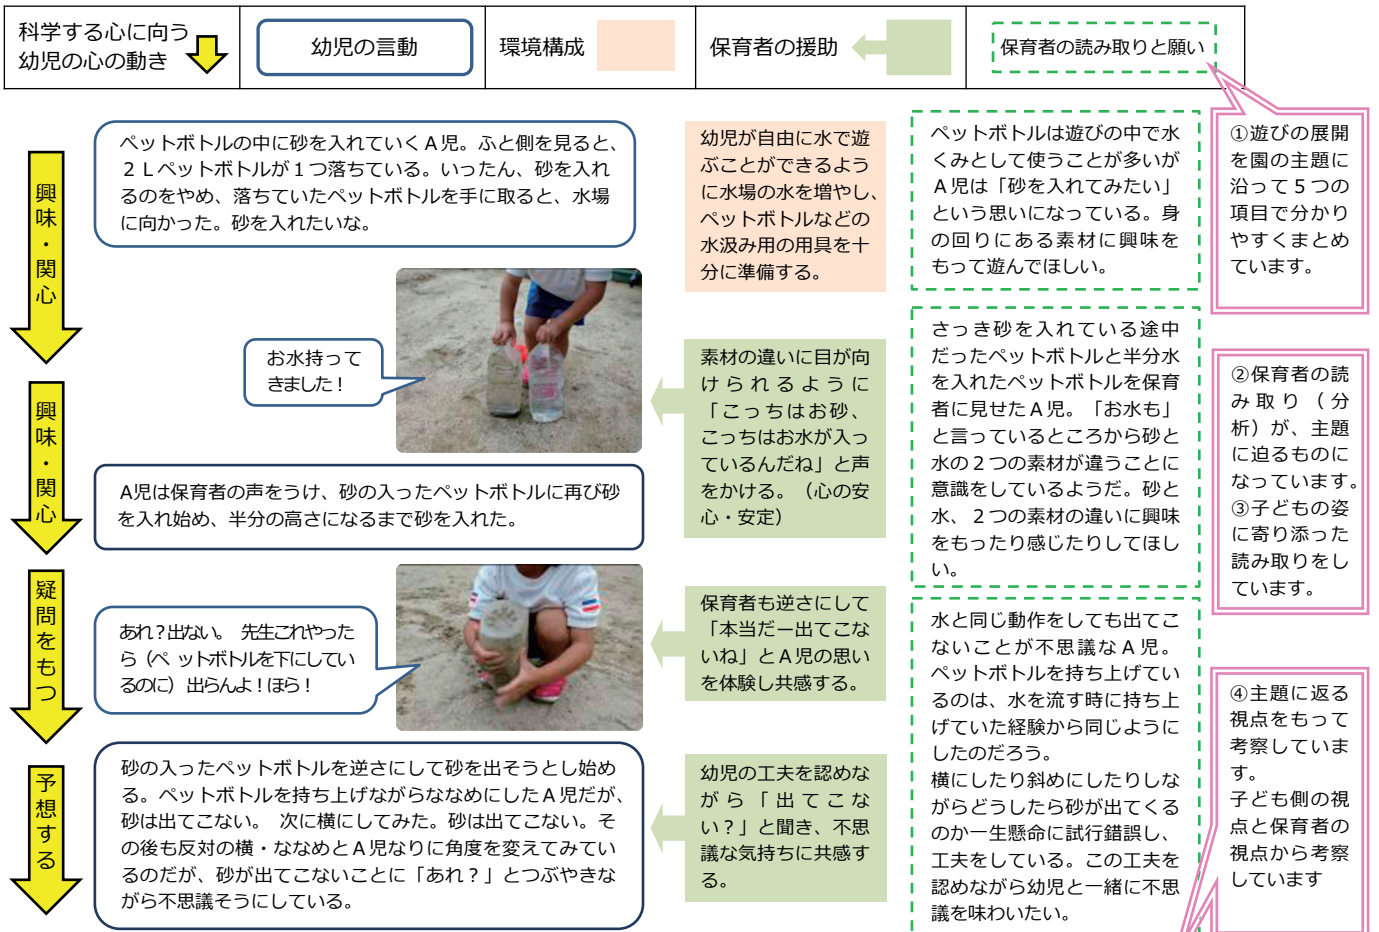 科学する心に向う
幼児の心の動き
幼児の言動
環境構成
保育者の援助
保育者の読み取りと願い
興味・関心
ペットボトルの中に砂を入れていくA児。ふと側を見ると、
２Ｌペットボトルが１つ落ちている。いったん、砂を入れ
るのをやめ、落ちていたペットボトルを手に取ると、水場
に向かった。砂を入れたいな。
幼児が自由に水で遊
ぶことができるよう
に水場の水を増やし、
ペットボトルなどの
水汲み用の用具を十
分に準備する。
ペットボトルは遊びの中で水
くみとして使うことが多いが
Ａ児は「砂を入れてみたい」
という思いになっている。身
の回りにある素材に興味を
もって遊んでほしい。
①遊びの展開
を園の主題に
沿って５つの
項目で分かり
やすくまとめ
ています。
お水持って
きました！
興味・関心
A児は保育者の声をうけ、砂の入ったペットボトルに再び砂
を入れ始め、半分の高さになるまで砂を入れた。
素材の違いに目が向
けられるように
「こっちはお砂、
こっちはお水が入っ
ているんだね」と声
をかける。（心の安
心・安定）
さっき砂を入れている途中
だったペットボトルと半分水
を入れたペットボトルを保育
者に見せたＡ児。「お水も」
と言っているところから砂と
水の２つの素材が違うことに
意識をしているようだ。砂と
水、２つの素材の違いに興味
をもったり感じたりしてほし
い。
②保育者の読
み取り（分
析）が、主題
に迫るものに
なっています。
③子どもの姿
に寄り添った
読み取りをし
ています。
疑問をもつ
あれ？出ない。 先生これやった
ら（ペ ットボトルを下にしてい
るのに）出らんよ！ほら！
保育者も逆さにして
「本当だー出てこな
いね」とＡ児の思い
を体験し共感する。
水と同じ動作をしても出てこ
ないことが不思議なＡ児。
ペットボトルを持ち上げてい
るのは、水を流す時に持ち上
げていた経験から同じように
したのだろう。
横にしたり斜めにしたりしな
がらどうしたら砂が出てくる
のか一生懸命に試行錯誤し、
工夫をしている。この工夫を
認めながら幼児と一緒に不思
議を味わいたい。
④主題に返る
視点をもって
考察していま
す。
子ども側の視
点と保育者の
視点から考察
しています
予想する
砂の入ったペットボトルを逆さにして砂を出そうとし始め
る。ペットボトルを持ち上げながらななめにしたＡ児だが、
砂は出てこない。 次に横にしてみた。砂は出てこない。そ
の後も反対の横・ななめとＡ児なりに角度を変えてみてい
るのだが、砂が出てこないことに「あれ？」とつぶやきな
がら不思議そうにしている。
幼児の工夫を認めな
がら「出てこな
い？」と聞き、不思
議な気持ちに共感す
る。